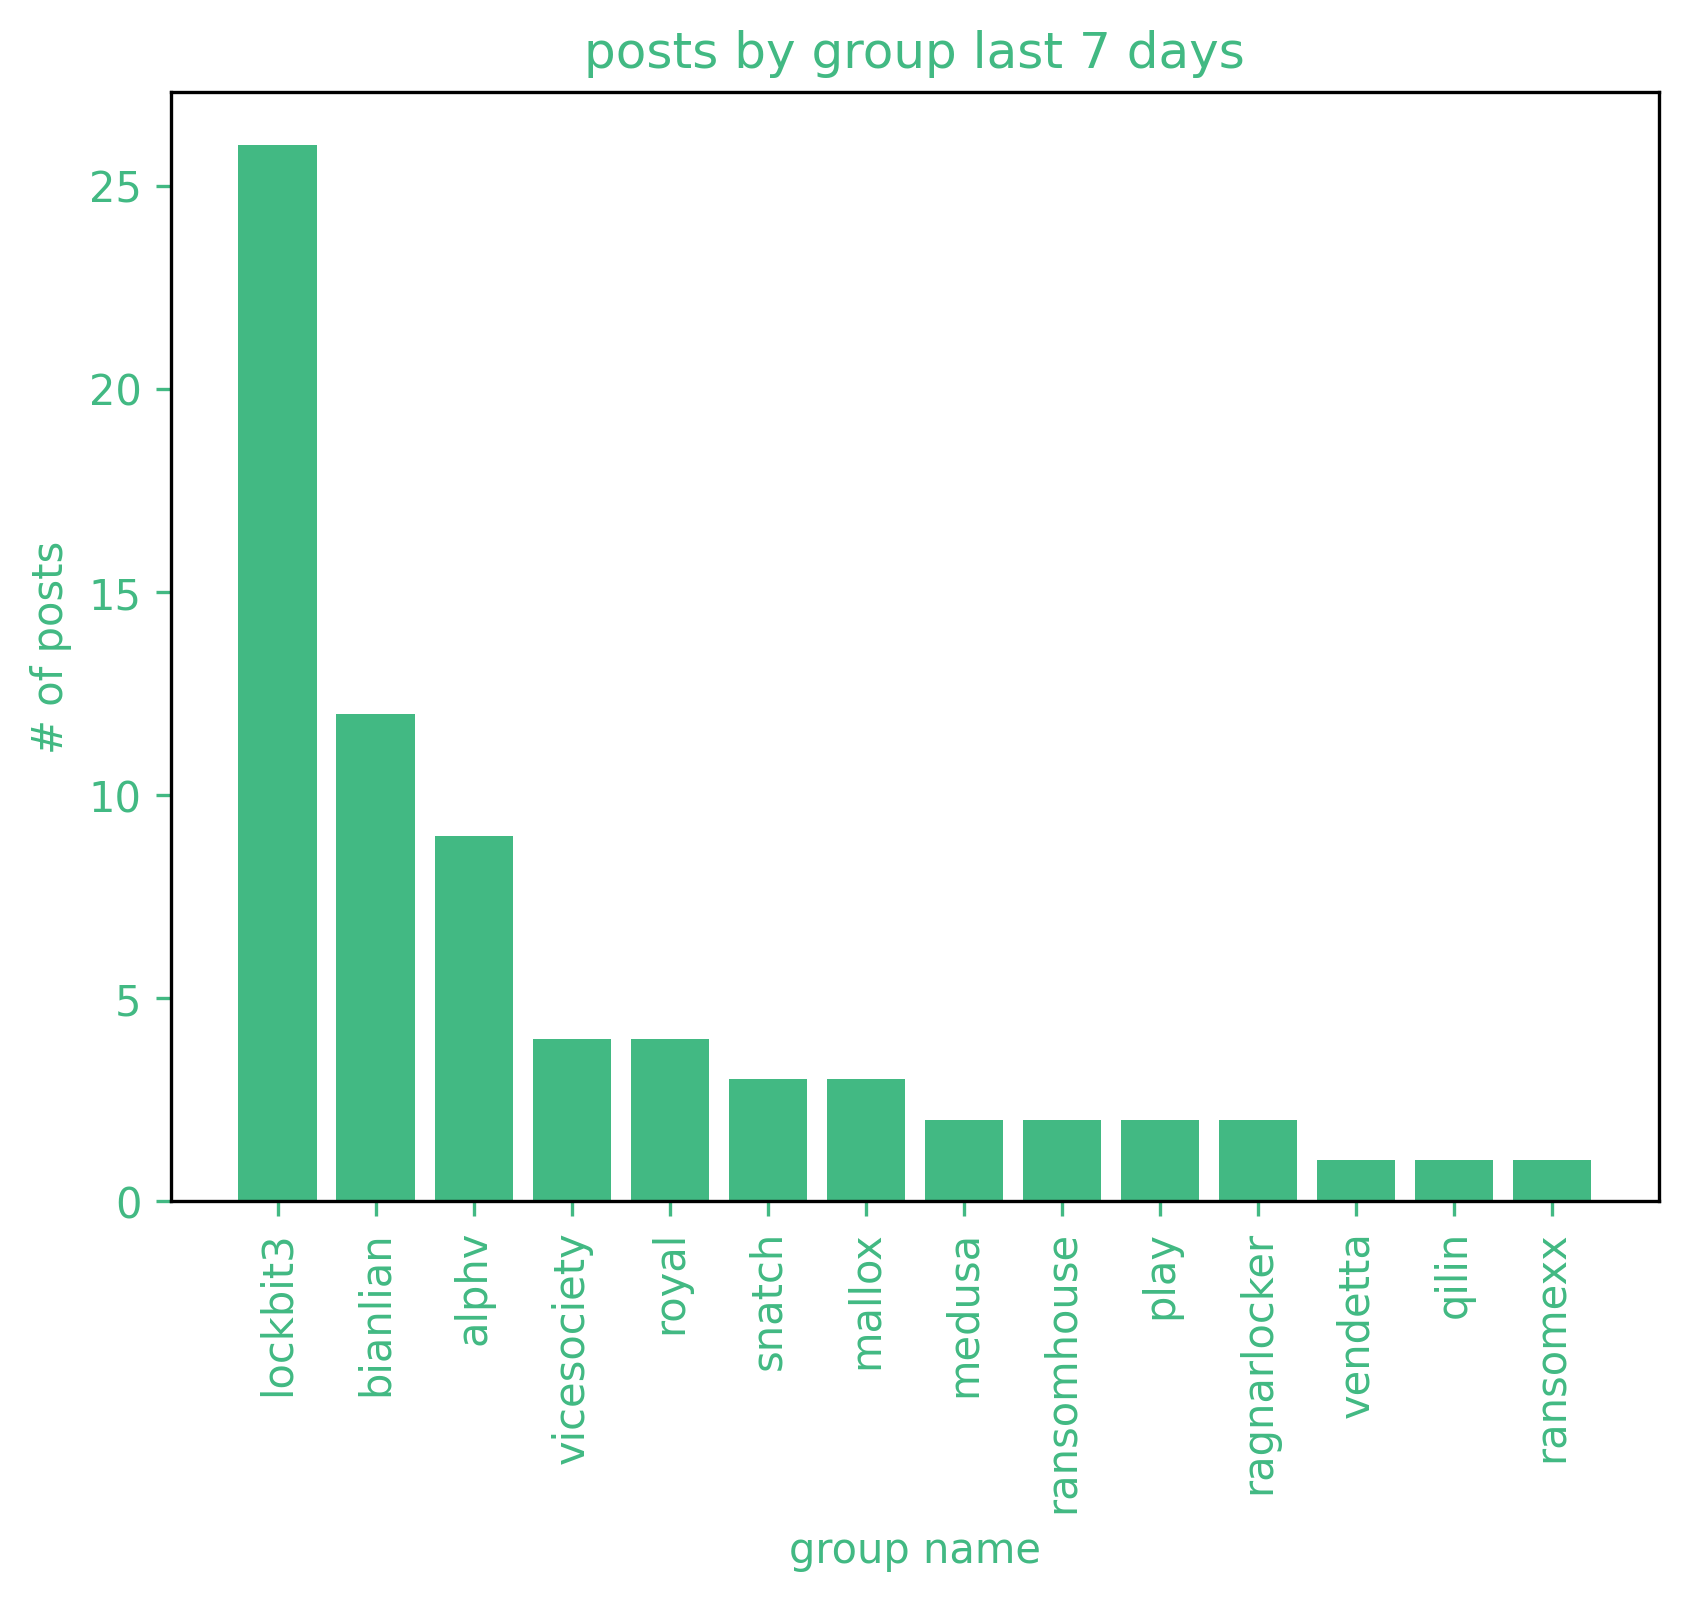 posts by group last 7 days
# of posts
25
20
15
10
5
0
lockbit3
bianlian
alphv
vicesociety
royal
snatch
mallox
medusa
ransomhouse
play
ragnarlocker
vendetta
qilin
ransomexx
group name